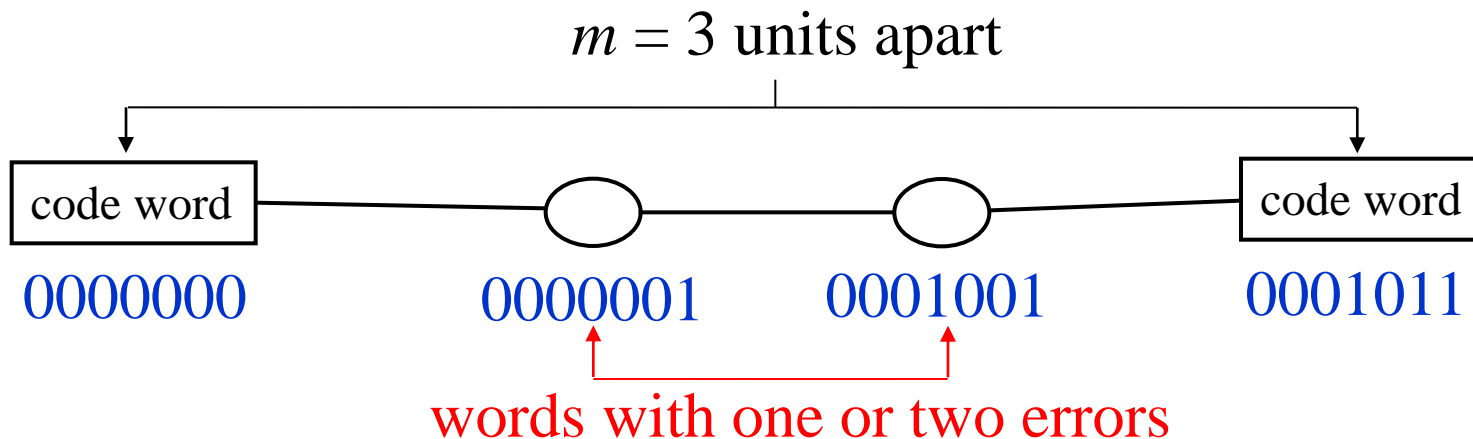 m = 3 units apart
code word
code word
0000000
0000001
0001001
0001011
words with one or two errors